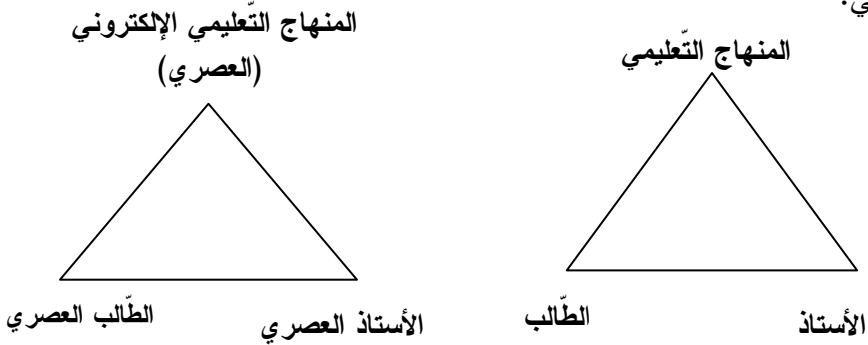 ي:
المنهاج التّعليمي
الأستاذ
الطّالب
المنهاج التّعليمي الإلكتروني
(العصري)
الأستاذ العصري
الطّالب العصري